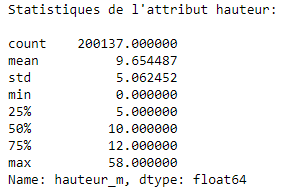 Statistiques de l'attribut hauteur:
count    200137.000000
mean          9.654487
std           5.062452
min           0.000000
25%           5.000000
50%          10.000000
75%          12.000000
max          58.000000
Name: hauteur_m, dtype: float64